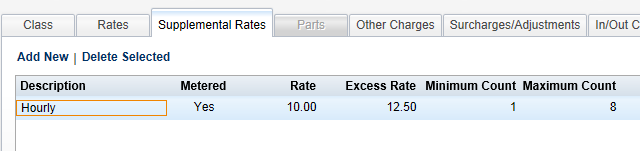 Class Rates Supplemental Rates Parts Other Charges Surcharges/Adjustments In/Out C
Add New | Delete Selected
Description Metered Rate Excess Rate Minimum Count Maximum Count
Hourly Yes 10.00 12.50 1 8